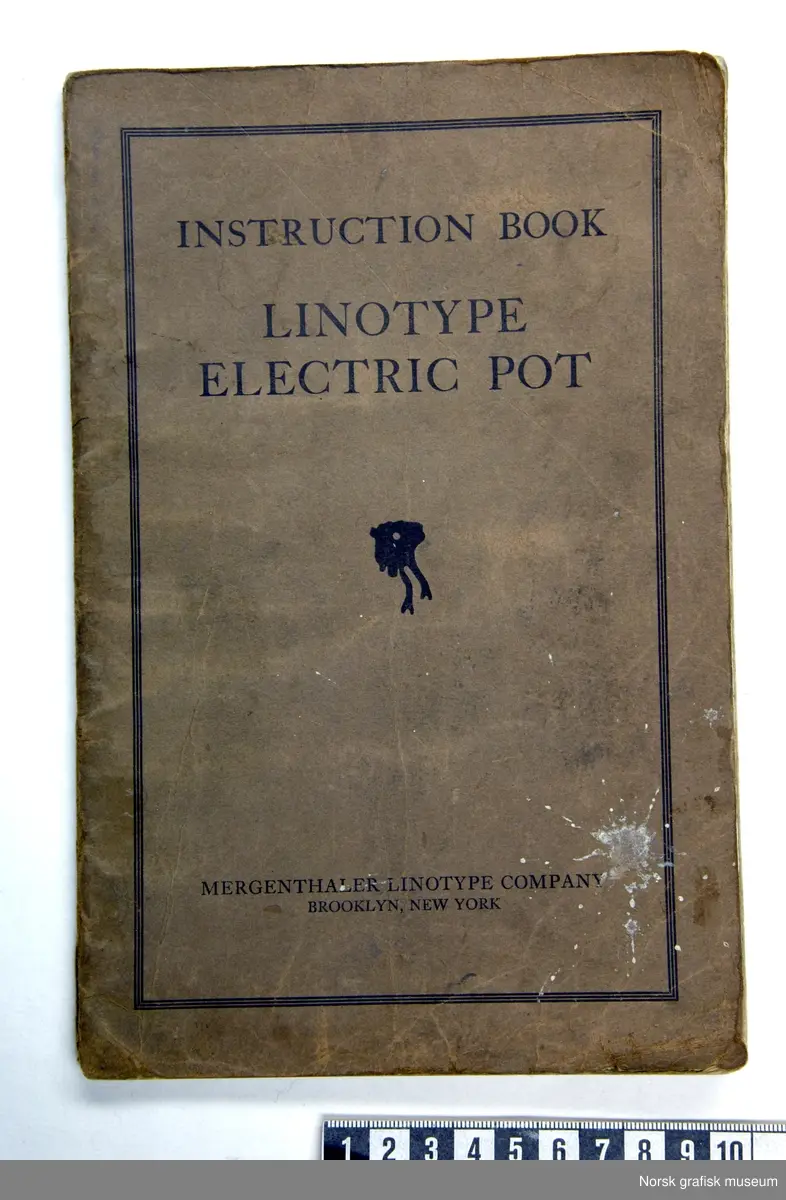 INSTRUCTION BOOK
LINOTYPE
ELECTRIC POT
MERGENTHALER LINOTYPE COMPANY
BROOKLYN, NEW YORK
1 2 3 4 5 6 7 8 9 10
Norsk grafisk museum